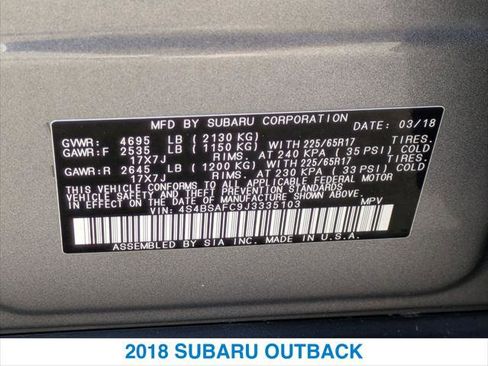 MFD BY SUBARU CORPORATION DATE: 03/18
GVWR: 4695 LB (2130 KG)
GAWR:F 2535 LB (1150 KG) WITH 225/65R17 TIRES.
17X7J RIMS. AT 240 KPA ( 35 PSI) COLD
GAWR:R 2645 LB (1200 KG) WITH 225/65R17 TIRES.
17X7J RIMS. AT 230 KPA ( 33 PSI) COLD
THIS VEHICLE CONFORMS TO ALL APPLICABLE FEDERAL MOTOR
VEHICLE SAFETY AND BUMPER STANDARDS IN EFFECT ON THE
DATE OF MANUFACTURE SHOWN ABOVE.
VIN: 4S4BSAFC9J3335103 MPV
ASSEMBLED BY SIA INC. MADE IN U.S.A.
2018 SUBARU OUTBACK